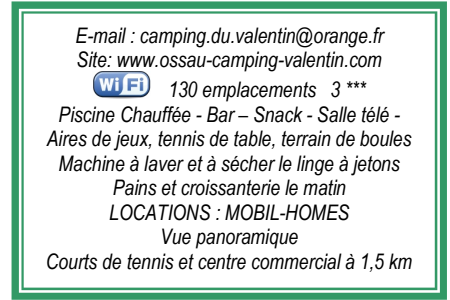 E-mail : camping.du.valentin@orange.fr
Site: www.ossau-camping-valentin.com
Wi Fi 130 emplacements 3 ***
Piscine Chauffée - Bar – Snack - Salle télé -
Aires de jeux, tennis de table, terrain de boules
Machine à laver et à sécher le linge à jetons
Pains et croissanterie le matin
LOCATIONS : MOBIL-HOMES
Vue panoramique
Courts de tennis et centre commercial à 1,5 km